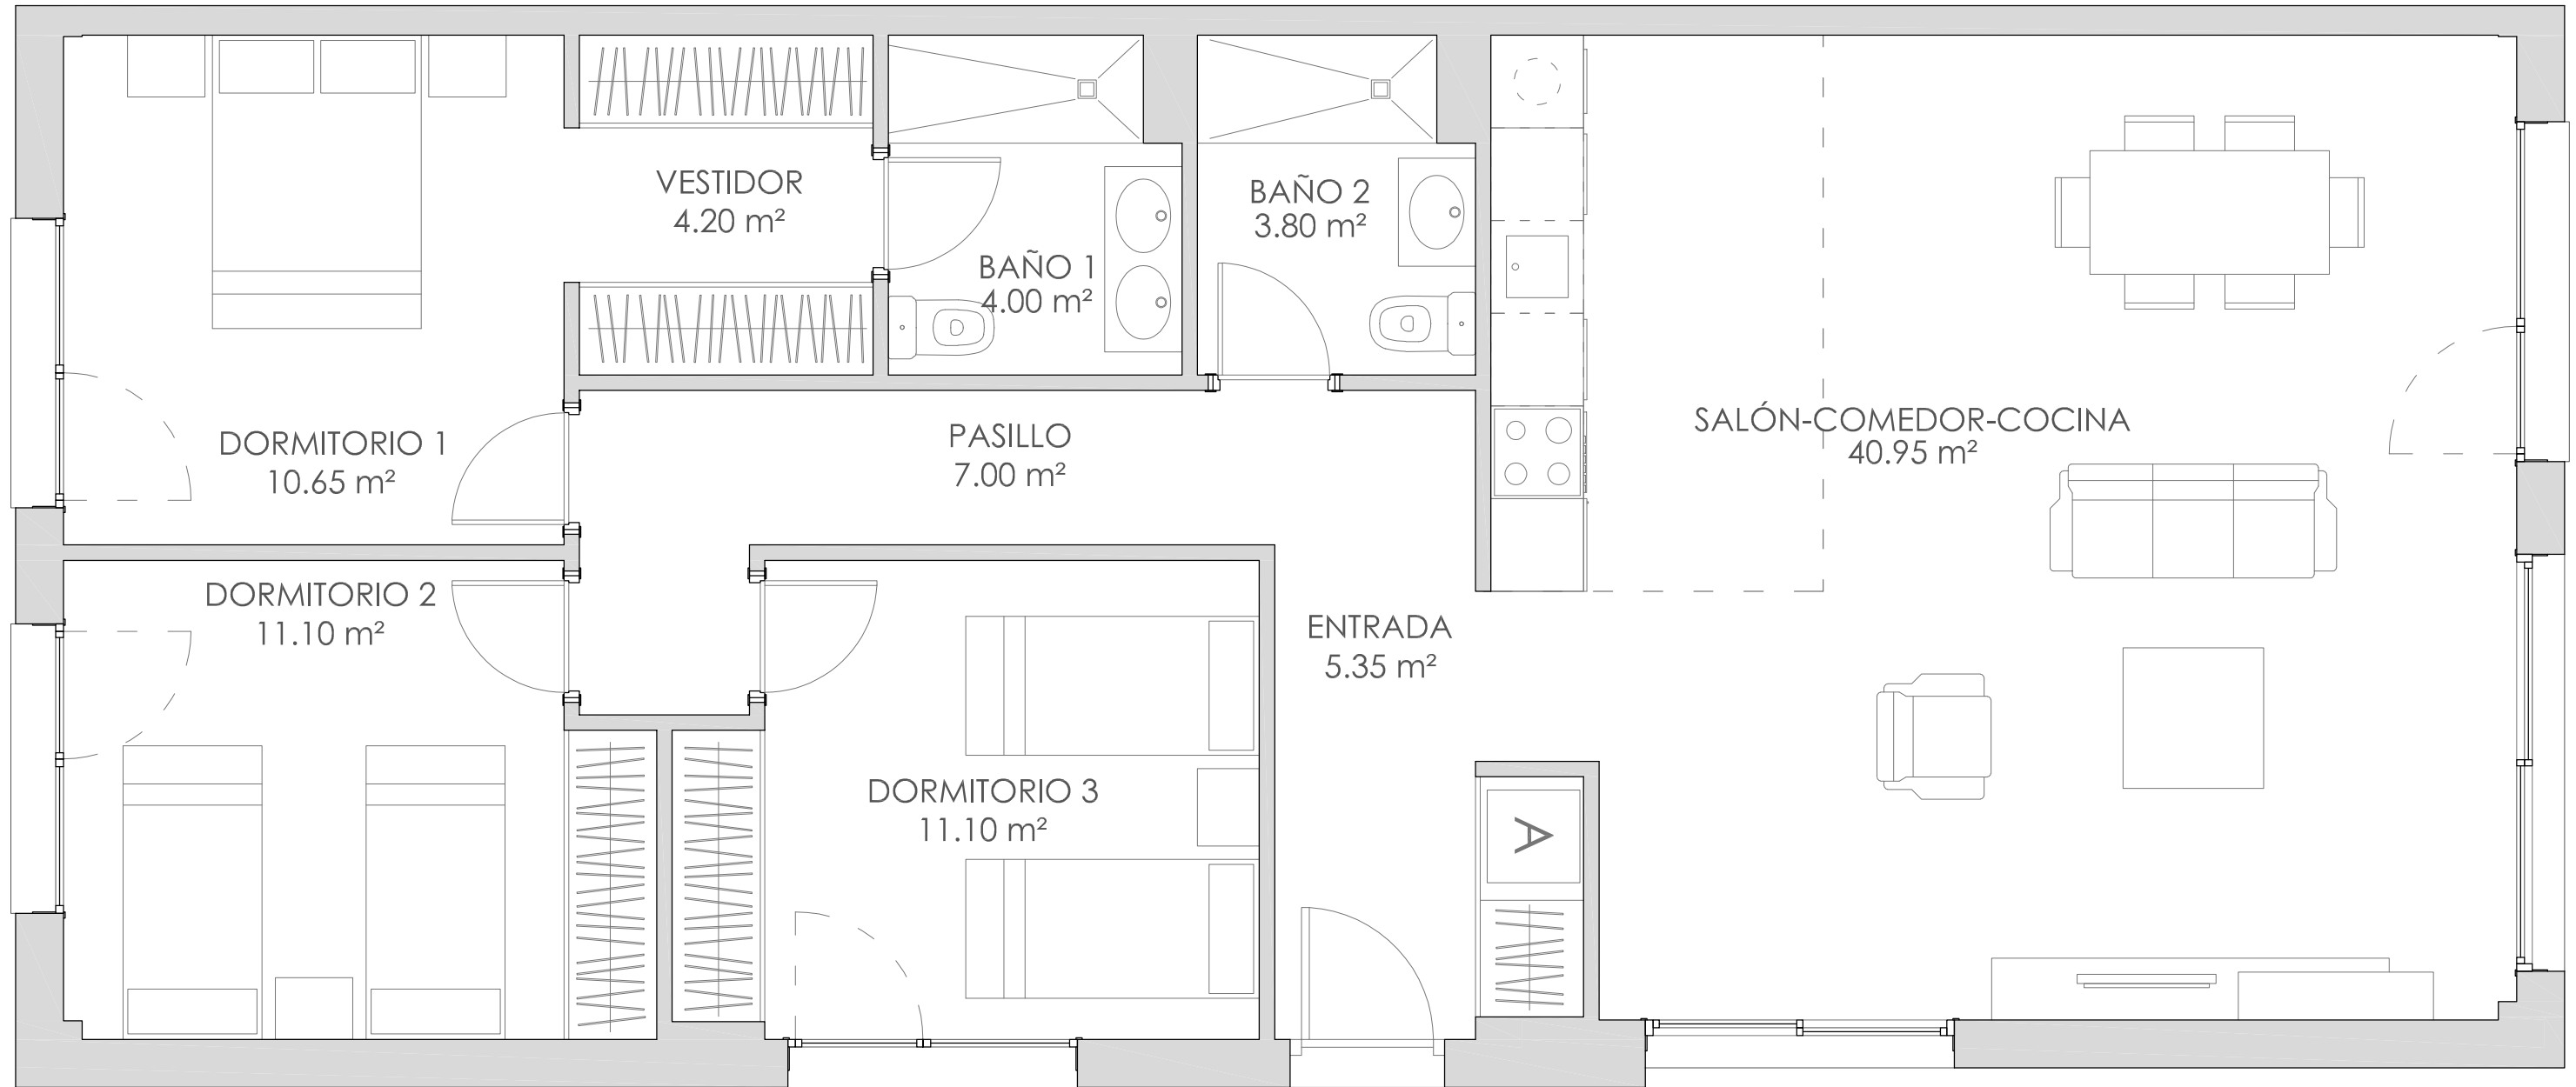 VESTIDOR
4.20 m²
BAÑO 2
3.80 m²
BAÑO 1
4.00 m²
DORMITORIO 1
10.65 m²
PASILLO
7.00 m²
SALÓN-COMEDOR-COCINA
40.95 m²
DORMITORIO 2
11.10 m²
ENTRADA
5.35 m²
DORMITORIO 3
11.10 m²
A